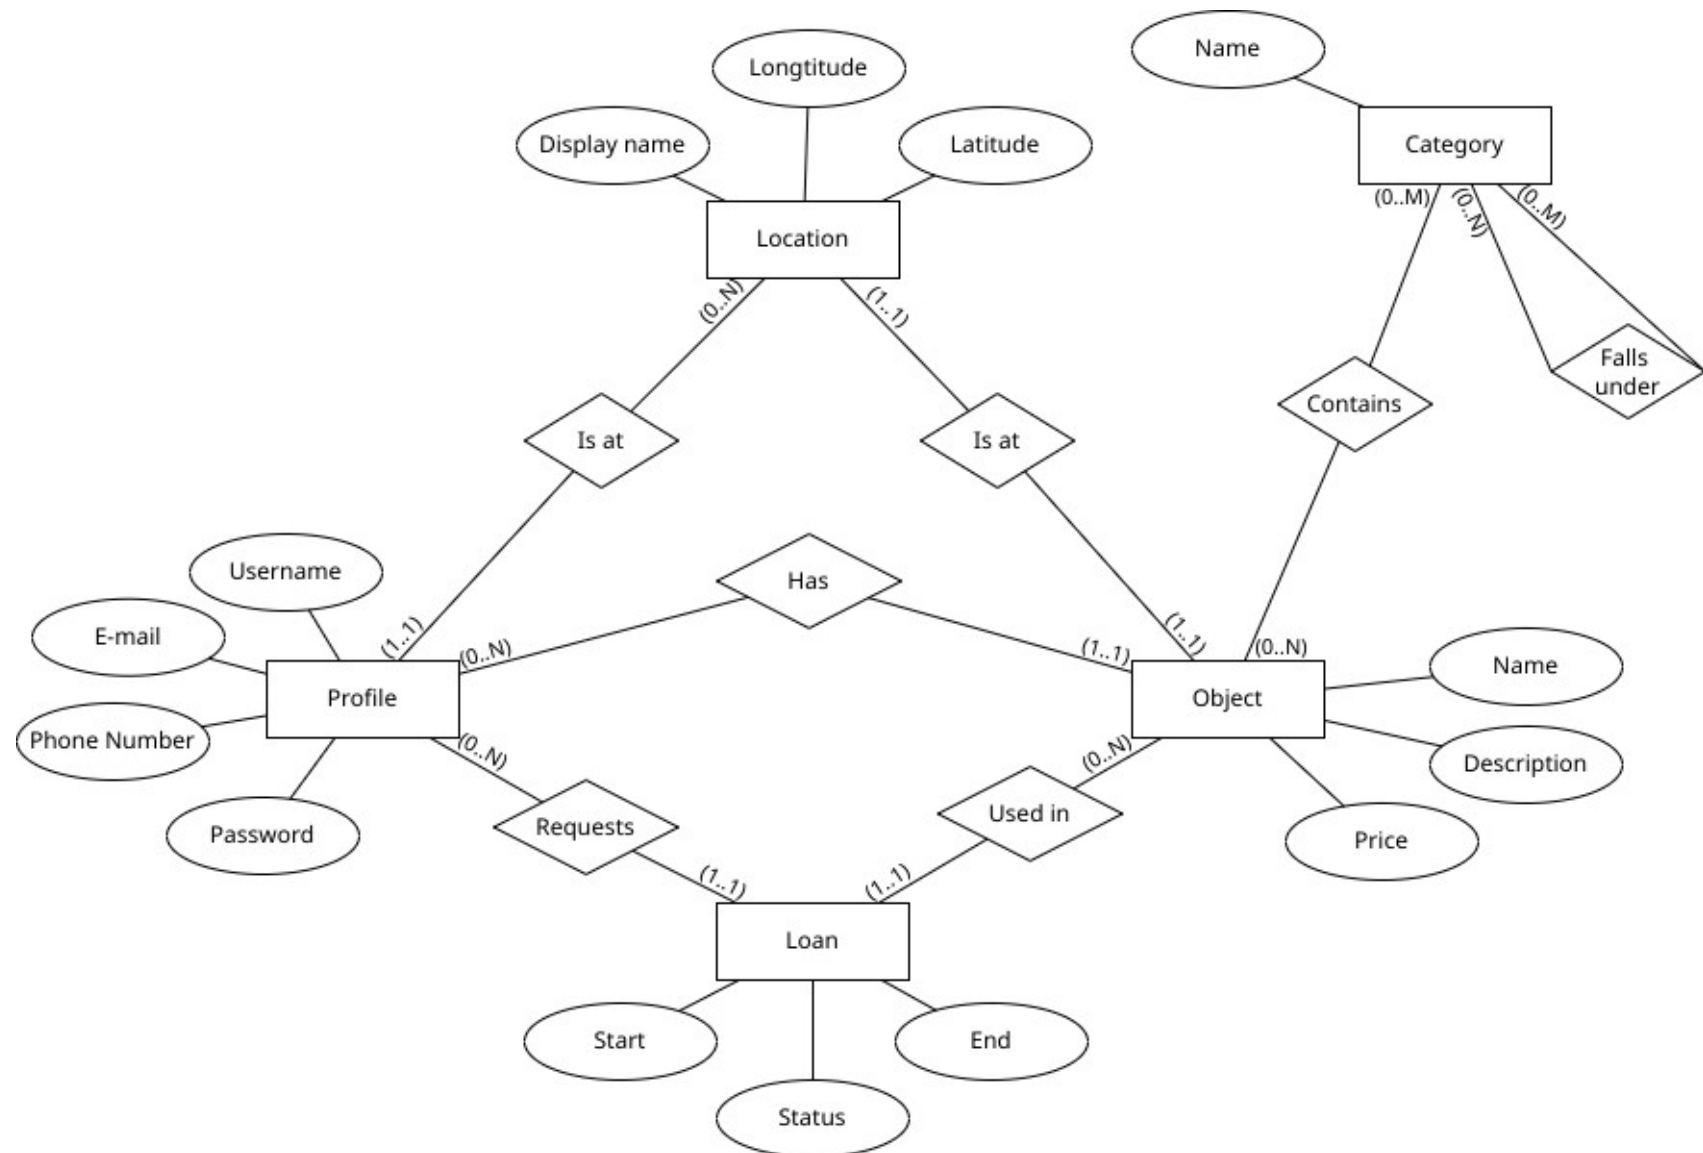 Name
Longtitude
Display name
Latitude
Category
(0..M)
(0..N)
(0..M)
Location
(0..N)
(1..1)
Falls
under
Contains
Is at
Is at
Username
Has
E-mail
(1..1)
(0..N)
(1..1)
(1..1)
(0..N)
Name
Profile
Object
Phone Number
(0..N)
(0..N)
Description
Password
Requests
Used in
Price
(1..1)
(1..1)
Loan
Start
End
Status